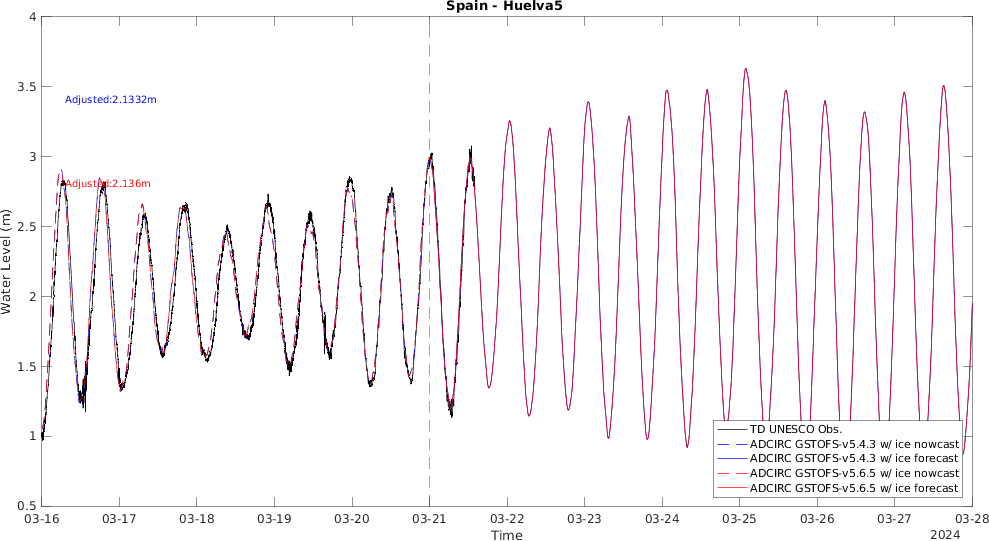 Spain - Huelva5
4
3.5
3
2.5
2
1.5
1
0.5
Water Level (m)
Adjusted:2.1332m
Adjusted:2.136m
TD UNESCO Obs.
ADCIRC GSTOFS-v5.4.3 w/ ice nowcast
ADCIRC GSTOFS-v5.4.3 w/ ice forecast
ADCIRC GSTOFS-v5.6.5 w/ ice nowcast
ADCIRC GSTOFS-v5.6.5 w/ ice forecast
03-16 03-17 03-18 03-19 03-20 03-21 03-22 03-23 03-24 03-25 03-26 03-27 03-28
Time
2024